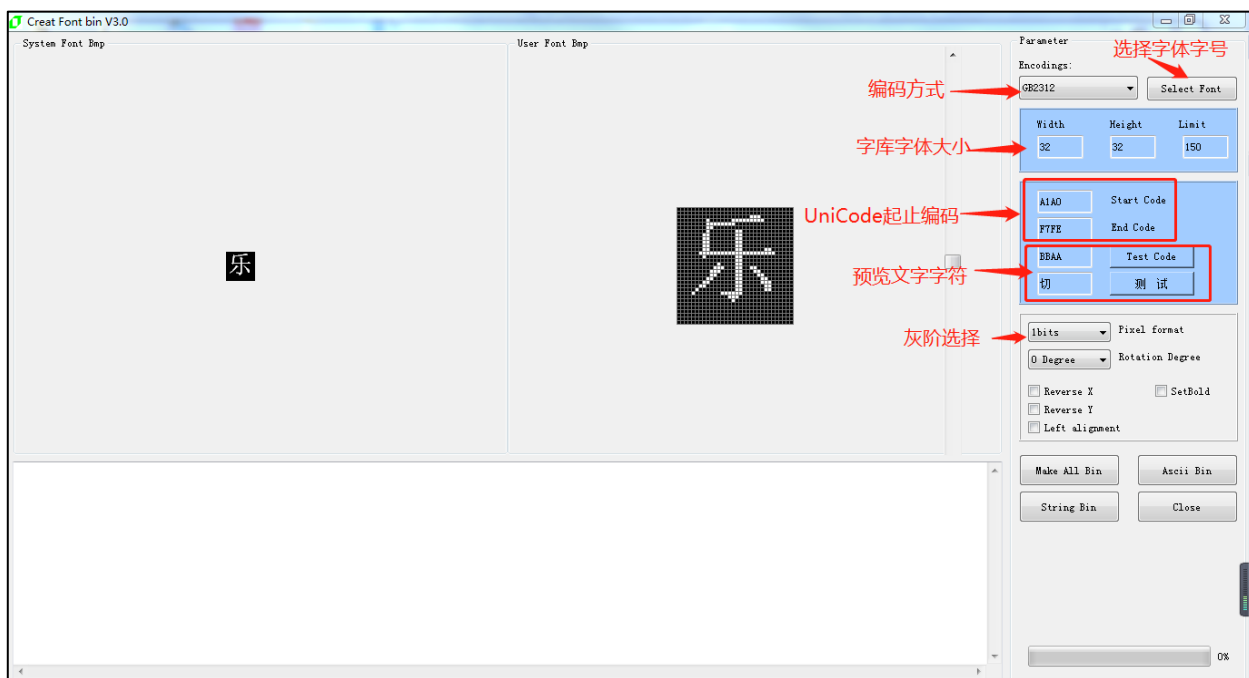 Creat Font bin V3.0
System Font Bmp
User Font Bmp
Parameter
选择字体字号
Encodings:
编码方式
GB2312
Select Font
Width
Height
Limit
字库字体大小
32
32
150
UniCode起止编码
A1A0
Start Code
F7FE
End Code
BBAA
Test Code
预览文字字符
切
测 试
乐
乐
灰阶选择
1bits
Pixel format
0 Degree
Rotation Degree
Reverse X
SetBold
Reverse Y
Left alignment
Make All Bin
Ascii Bin
String Bin
Close
0%